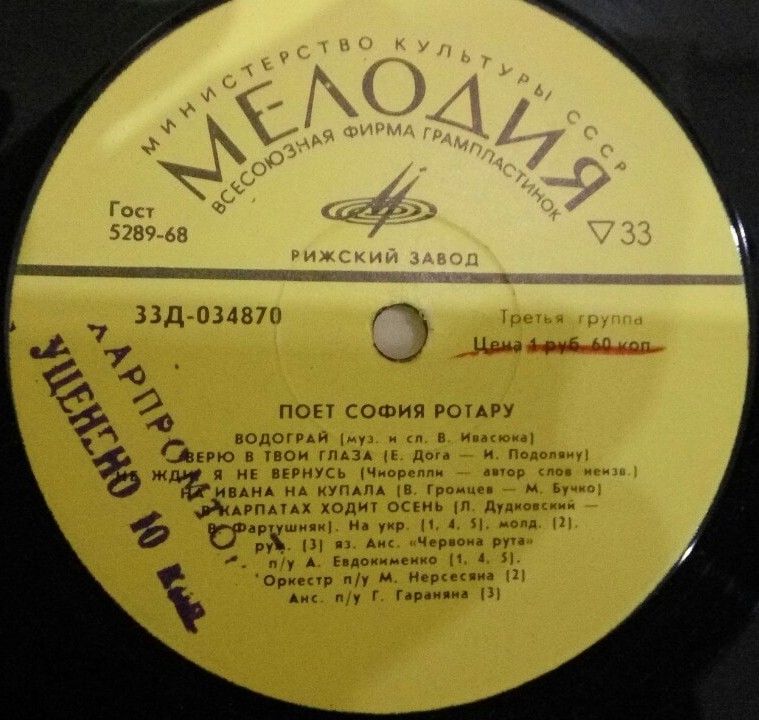 МИНИСТЕРСТВО КУЛЬТУРЫ СССР
МЕЛОДИЯ
ВСЕСОЮЗНАЯ ФИРМА ГРАМПЛАСТИНОК
Гост
5289-68
▽33
РИЖСКИЙ ЗАВОД
33Д-034870
Третья группа
Цена 1 руб. 60 коп.
ПОЕТ СОФИЯ РОТАРУ
ВОДОГРАЙ (муз. и сл. В. Ивасюка)
ВЕРЮ В ТВОИ ГЛАЗА (Е. Дога — И. Подоляну)
НЕ ЖДИ, Я НЕ ВЕРНУСЬ (Чиорелли — автор слов неизв.)
НА ИВАНА НА КУПАЛА (В. Громцев — М. Бучко)
В КАРПАТАХ ХОДИТ ОСЕНЬ (Л. Дудковский —
В. Фартушняк). На укр. (1, 4, 5), молд. (2),
рус. (3) яз. Анс. «Червона рута»
п/у А. Евдокименко (1, 4, 5),
Оркестр п/у М. Нерсесяна (2)
Анс. п/у Г. Гараняна (3)
УЦЕНЕНО 10 коп